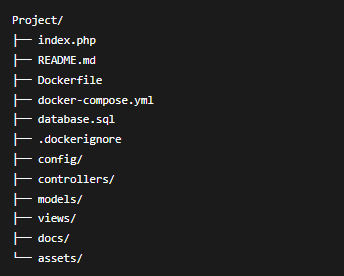 Project/
├── index.php
├── README.md
├── Dockerfile
├── docker-compose.yml
├── database.sql
├── .dockerignore
├── config/
├── controllers/
├── models/
├── views/
├── docs/
└── assets/